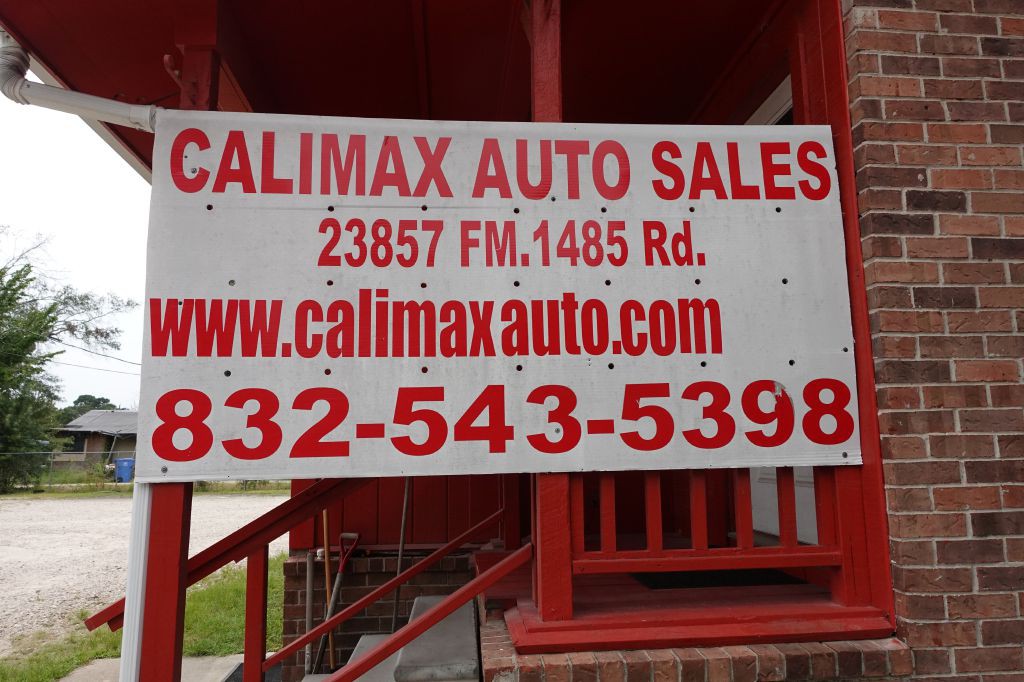 CALIMAX AUTO SALES
23857 FM.1485 Rd.
www.calimaxauto.com
832-543-5398